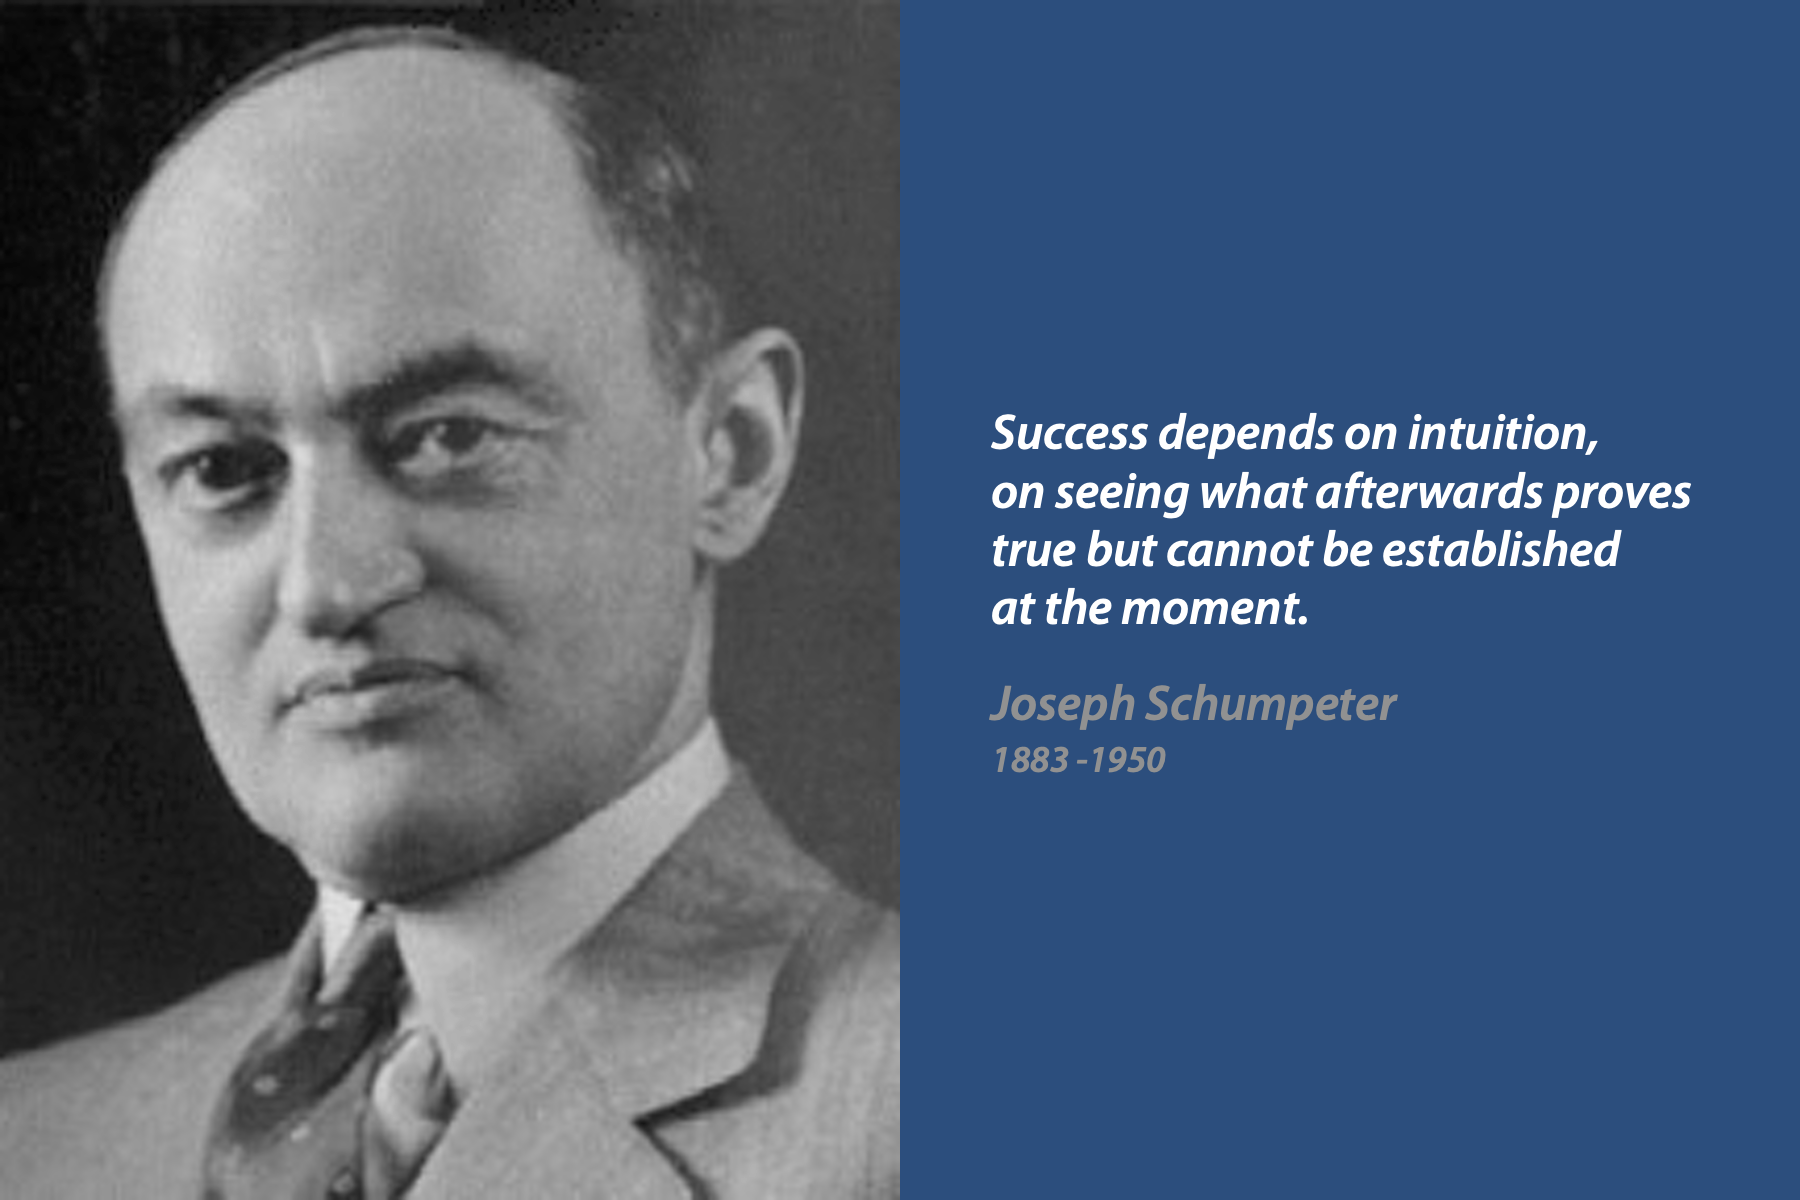 Success depends on intuition,
on seeing what afterwards proves
true but cannot be established
at the moment.
Joseph Schumpeter
1883 -1950